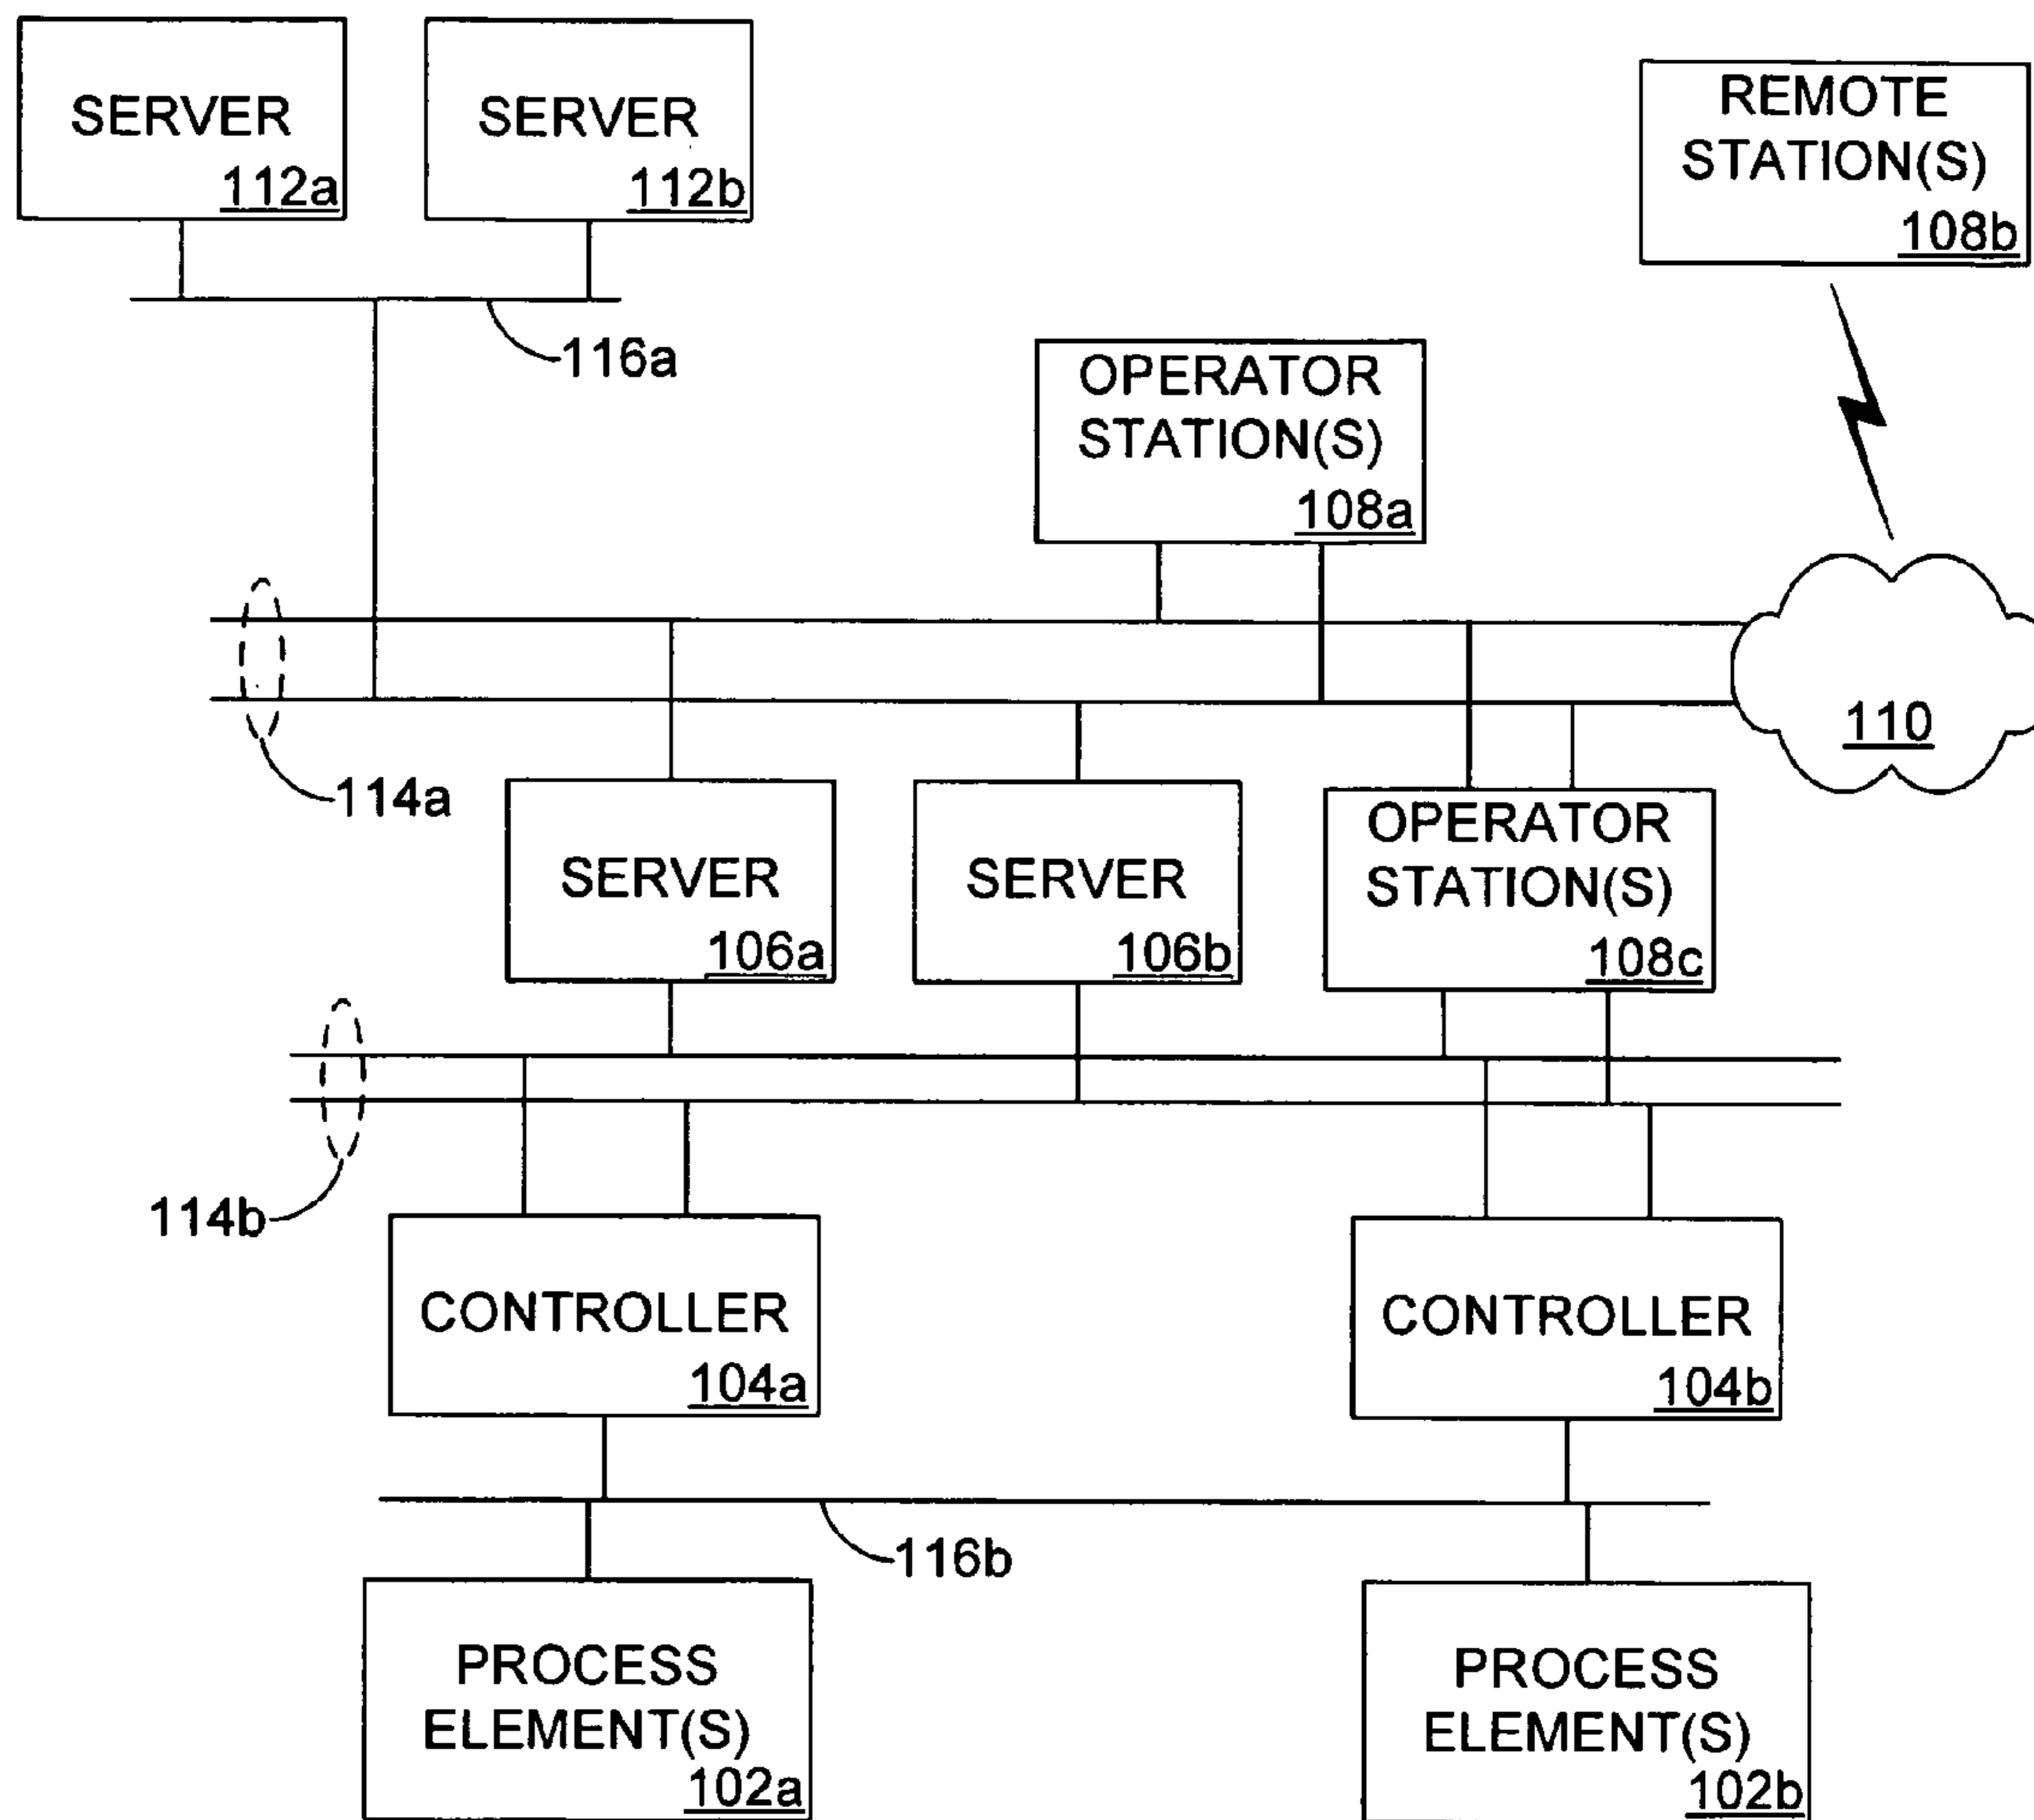 SERVER
112a
SERVER
112b
REMOTE
STATION(S)
108b
116a
OPERATOR
STATION(S)
108a
110
114a
SERVER
106a
SERVER
106b
OPERATOR
STATION(S)
108c
114b
CONTROLLER
104a
CONTROLLER
104b
116b
PROCESS
ELEMENT(S)
102a
PROCESS
ELEMENT(S)
102b